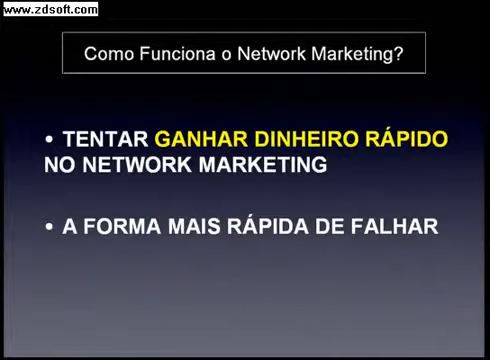 www.zdsoft.com
Como Funciona o Network Marketing?
• TENTAR GANHAR DINHEIRO RÁPIDO
NO NETWORK MARKETING
• A FORMA MAIS RÁPIDA DE FALHAR